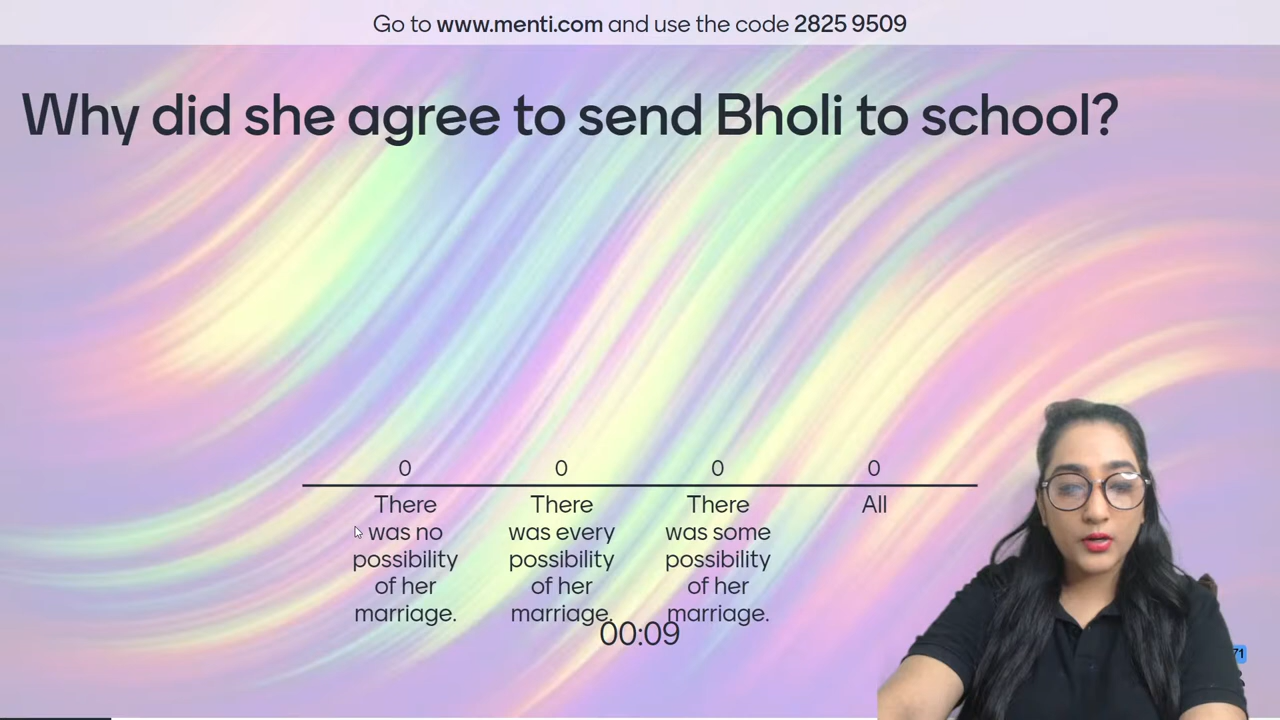 Go to www.menti.com and use the code 2825 9509
Why did she agree to send Bholi to school?
0
0
0
0
There
was no
possibility
of her
marriage.
There
was every
possibility
of her
marriage.
There
was some
possibility
of her
marriage.
All
00:09
71